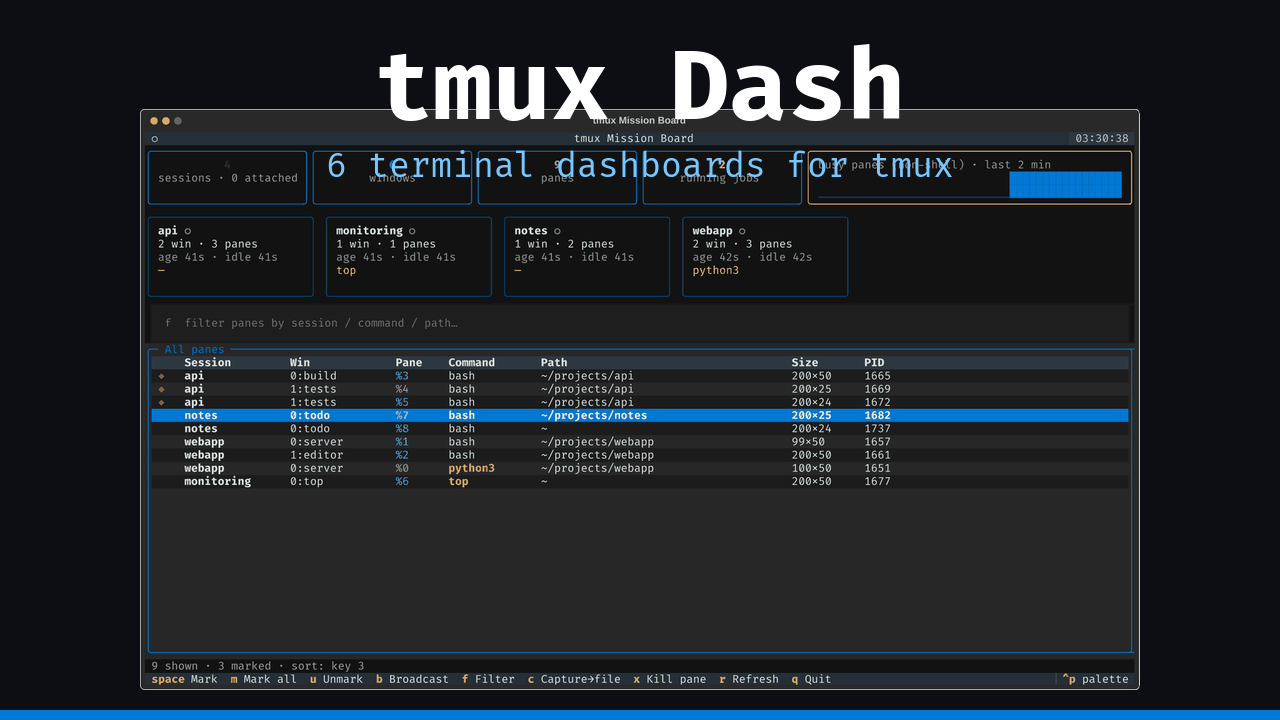 tmux Dash
tmux Mission Board
tmux Mission Board 03:30:38
6 terminal dashboards for tmux
4
sessions · 0 attached
windows
9
panes
2
running jobs
busy panes (non-shell) · last 2 min
api ○
2 win · 3 panes
age 41s · idle 41s
—
monitoring ○
1 win · 1 panes
age 41s · idle 41s
top
notes ○
1 win · 2 panes
age 41s · idle 41s
—
webapp ○
2 win · 3 panes
age 42s · idle 42s
python3
f filter panes by session / command / path…
All panes
Session Win Pane Command Path Size PID
◆ api 0:build %3 bash ~/projects/api 200×50 1665
◆ api 1:tests %4 bash ~/projects/api 200×25 1669
◆ api 1:tests %5 bash ~/projects/api 200×24 1672
notes 0:todo %7 bash ~/projects/notes 200×25 1682
notes 0:todo %8 bash ~ 200×24 1737
webapp 0:server %1 bash ~/projects/webapp 99×50 1657
webapp 1:editor %2 bash ~/projects/webapp 200×50 1661
webapp 0:server %0 python3 ~/projects/webapp 100×50 1651
monitoring 0:top %6 top ~ 200×50 1677
9 shown · 3 marked · sort: key 3
space Mark m Mark all u Unmark b Broadcast f Filter c Capture→file x Kill pane r Refresh q Quit ^p palette